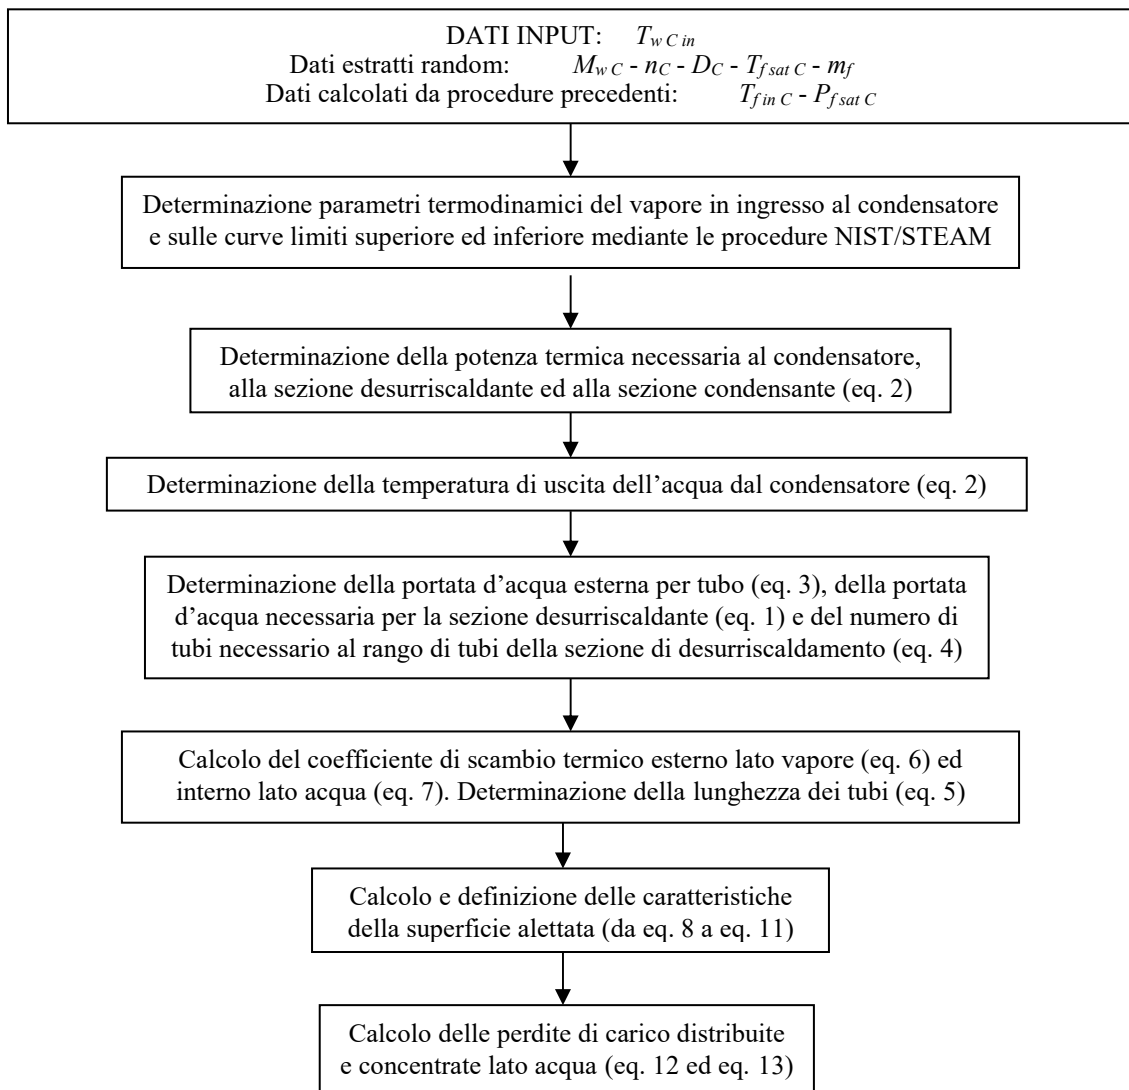 DATI INPUT: T w C in
Dati estratti random: M w C - n C - D C - T f sat C - m f
Dati calcolati da procedure precedenti: T f in C - P f sat C
Determinazione parametri termodinamici del vapore in ingresso al condensatore
e sulle curve limiti superiore ed inferiore mediante le procedure NIST/STEAM
Determinazione della potenza termica necessaria al condensatore,
alla sezione desurriscaldante ed alla sezione condensante (eq. 2)
Determinazione della temperatura di uscita dell’acqua dal condensatore (eq. 2)
Determinazione della portata d’acqua esterna per tubo (eq. 3), della portata
d’acqua necessaria per la sezione desurriscaldante (eq. 1) e del numero di
tubi necessario al rango di tubi della sezione di desurriscaldamento (eq. 4)
Calcolo del coefficiente di scambio termico esterno lato vapore (eq. 6) ed
interno lato acqua (eq. 7). Determinazione della lunghezza dei tubi (eq. 5)
Calcolo e definizione delle caratteristiche
della superficie alettata (da eq. 8 a eq. 11)
Calcolo delle perdite di carico distribuite
e concentrate lato acqua (eq. 12 ed eq. 13)